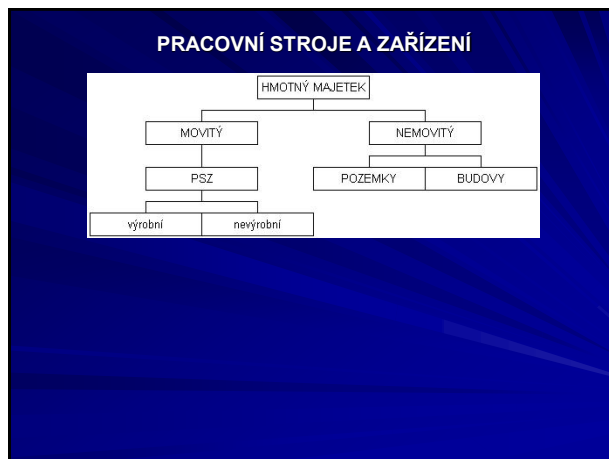 PRACOVNÍ STROJE A ZAŘÍZENÍ
HMOTNÝ MAJETEK
MOVITÝ NEMOVITÝ
PSZ POZEMKY BUDOVY
výrobní nevýrobní